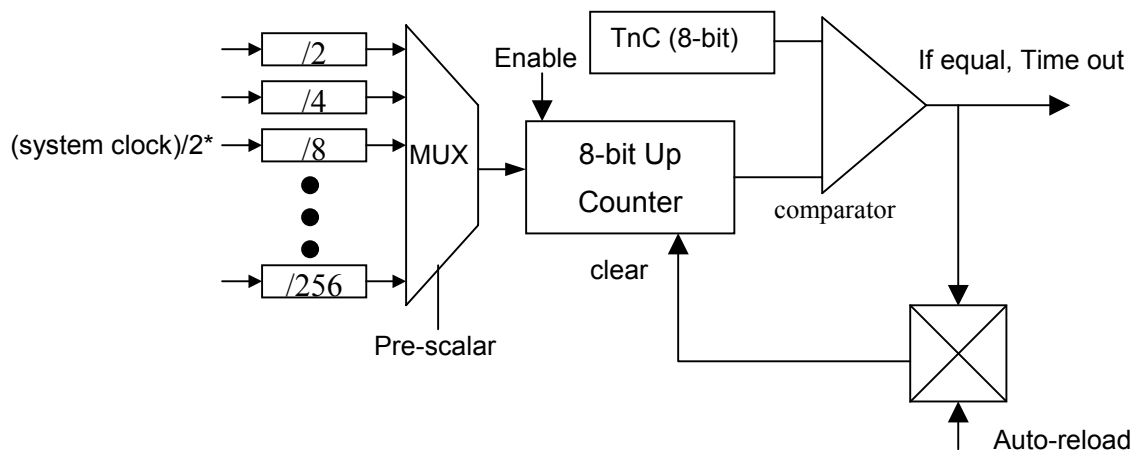 /2
/4
(system clock)/2*
/8
/256
MUX
Pre-scalar
Enable
TnC (8-bit)
8-bit Up
Counter
clear
comparator
If equal, Time out
Auto-reload